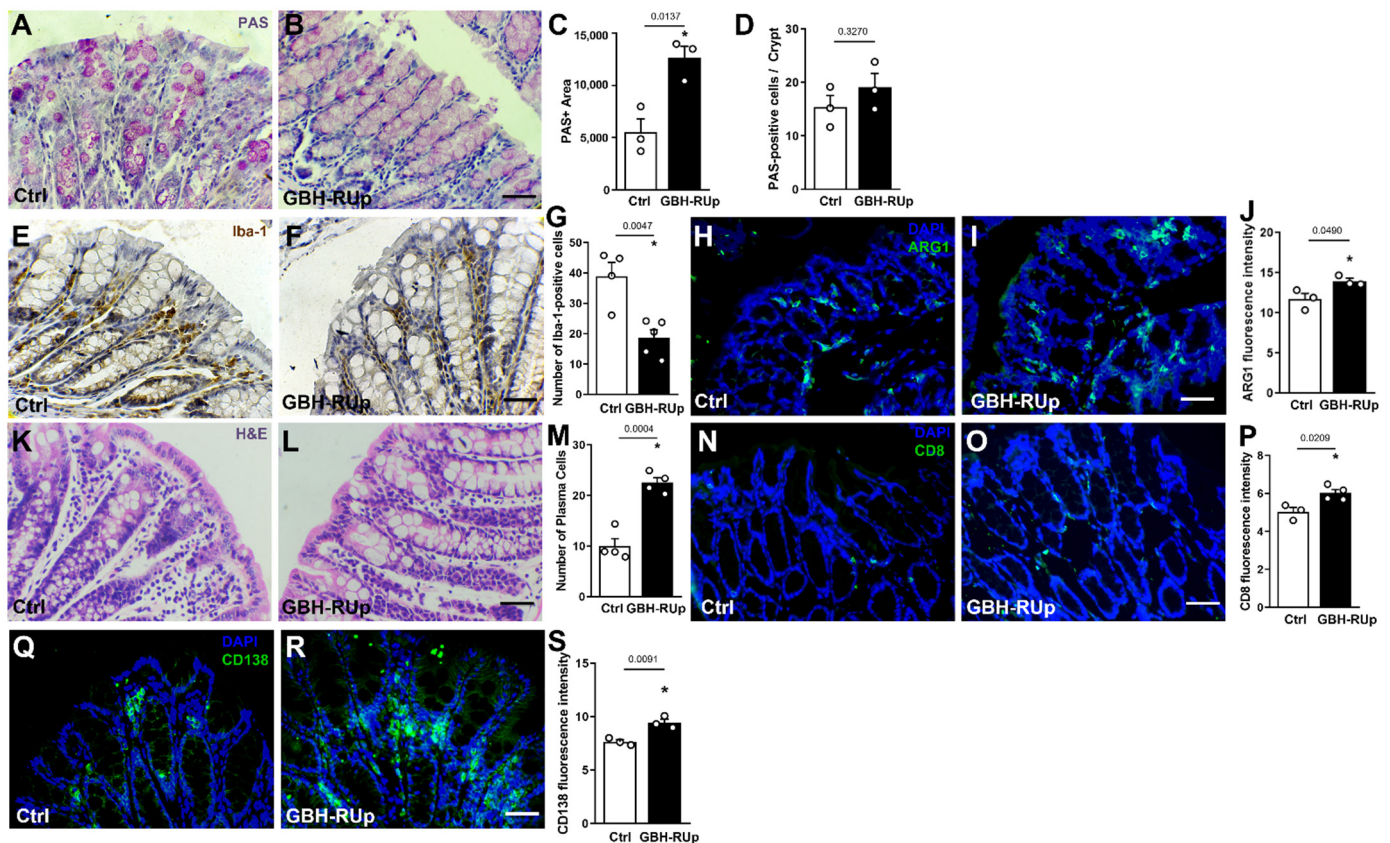 A
PAS
Ctrl
B
GBH-RUp
C
0.0137
*
15,000
10,000
5,000
0
PAS+ Area
Ctrl GBH-RUp
D
0.3270
30
20
10
0
PAS-positive cells / Crypt
Ctrl GBH-RUp
E
Iba-1
Ctrl
F
GBH-RUp
G
0.0047
*
50
40
30
20
10
0
Number of Iba-1-positive cells
Ctrl GBH-RUp
H
DAPI
ARG1
Ctrl
I
GBH-RUp
J
0.0490
*
20
15
10
5
0
ARG1 fluorescence intensity
Ctrl GBH-RUp
K
H&E
Ctrl
L
GBH-RUp
M
0.0004
*
30
20
10
0
Number of Plasma Cells
Ctrl GBH-RUp
N
DAPI
CD8
Ctrl
O
GBH-RUp
P
0.0209
*
8
6
4
2
0
CD8 fluorescence intensity
Ctrl GBH-RUp
Q
DAPI
CD138
Ctrl
R
GBH-RUp
S
0.0091
*
15
10
5
0
CD138 fluorescence intensity
Ctrl GBH-RUp